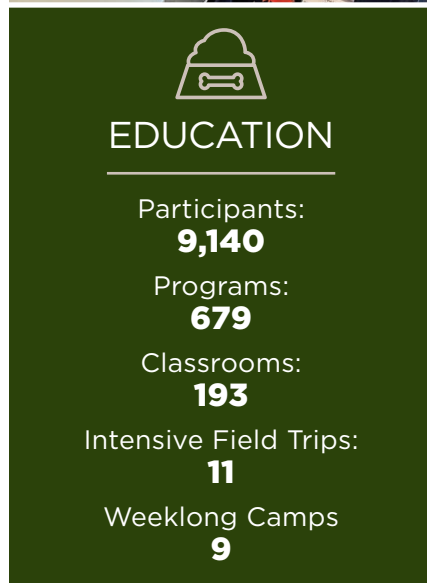 EDUCATION
Participants:
9,140
Programs:
679
Classrooms:
193
Intensive Field Trips:
11
Weeklong Camps
9